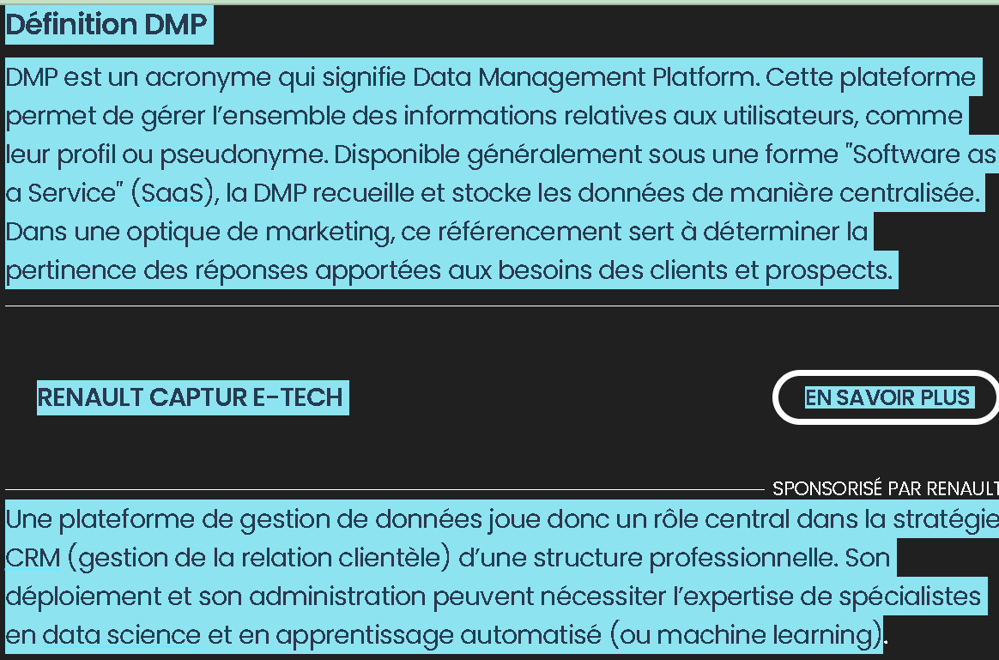 Définition DMP
DMP est un acronyme qui signifie Data Management Platform. Cette plateforme
permet de gérer l’ensemble des informations relatives aux utilisateurs, comme
leur profil ou pseudonyme. Disponible généralement sous une forme "Software as
a Service" (SaaS), la DMP recueille et stocke les données de manière centralisée.
Dans une optique de marketing, ce référencement sert à déterminer la
pertinence des réponses apportées aux besoins des clients et prospects.
RENAULT CAPTUR E-TECH
EN SAVOIR PLUS
SPONSORISÉ PAR RENAULT
Une plateforme de gestion de données joue donc un rôle central dans la stratégie
CRM (gestion de la relation clientèle) d’une structure professionnelle. Son
déploiement et son administration peuvent nécessiter l’expertise de spécialistes
en data science et en apprentissage automatisé (ou machine learning).